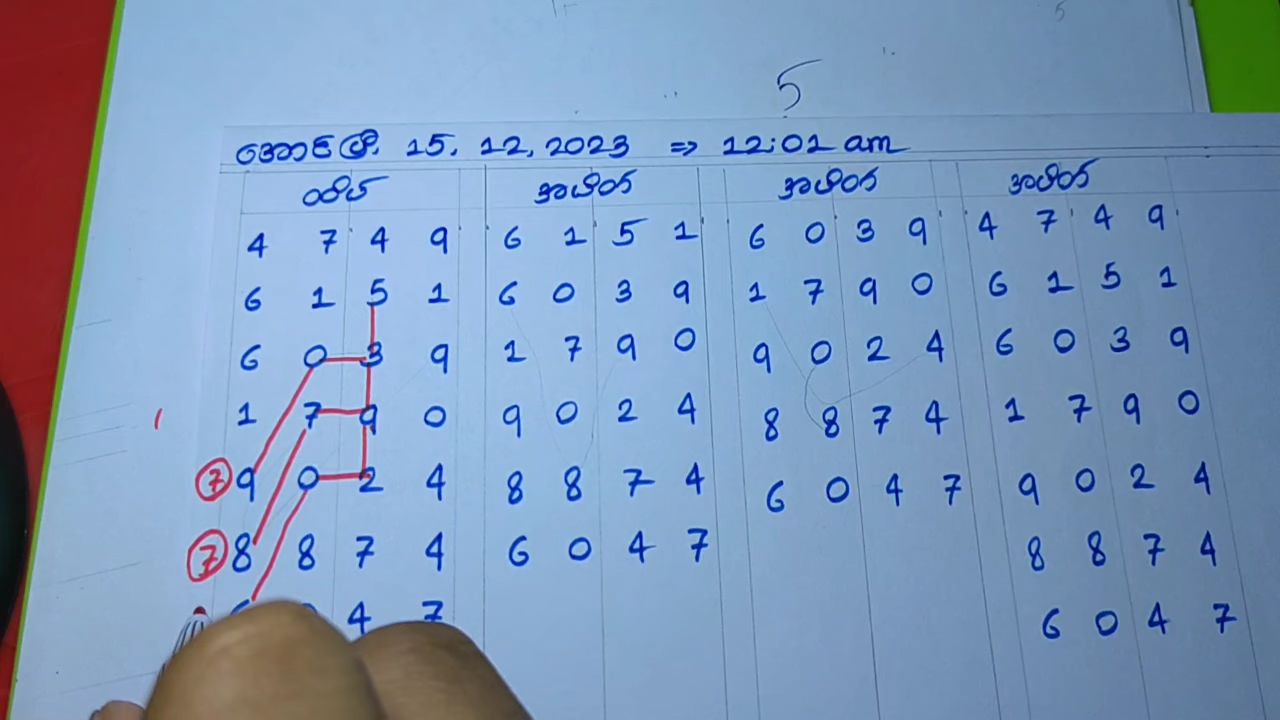 5
15. 12. 2023 ⇒ 12:01 am
4 7 4 9 6 1 5 1 6 0 3 9 4 7 4 9
6 1 5 1 6 0 3 9 1 7 9 0 6 1 5 1
6 0 3 9 1 7 9 0 9 0 2 4 6 0 3 9
1 7 9 0 9 0 2 4 8 8 7 4 1 7 9 0
7 9 0 2 4 8 8 7 4 6 0 4 7 9 0 2 4
7 8 8 7 4 6 0 4 7 8 8 7 4
4 7 6 0 4 7